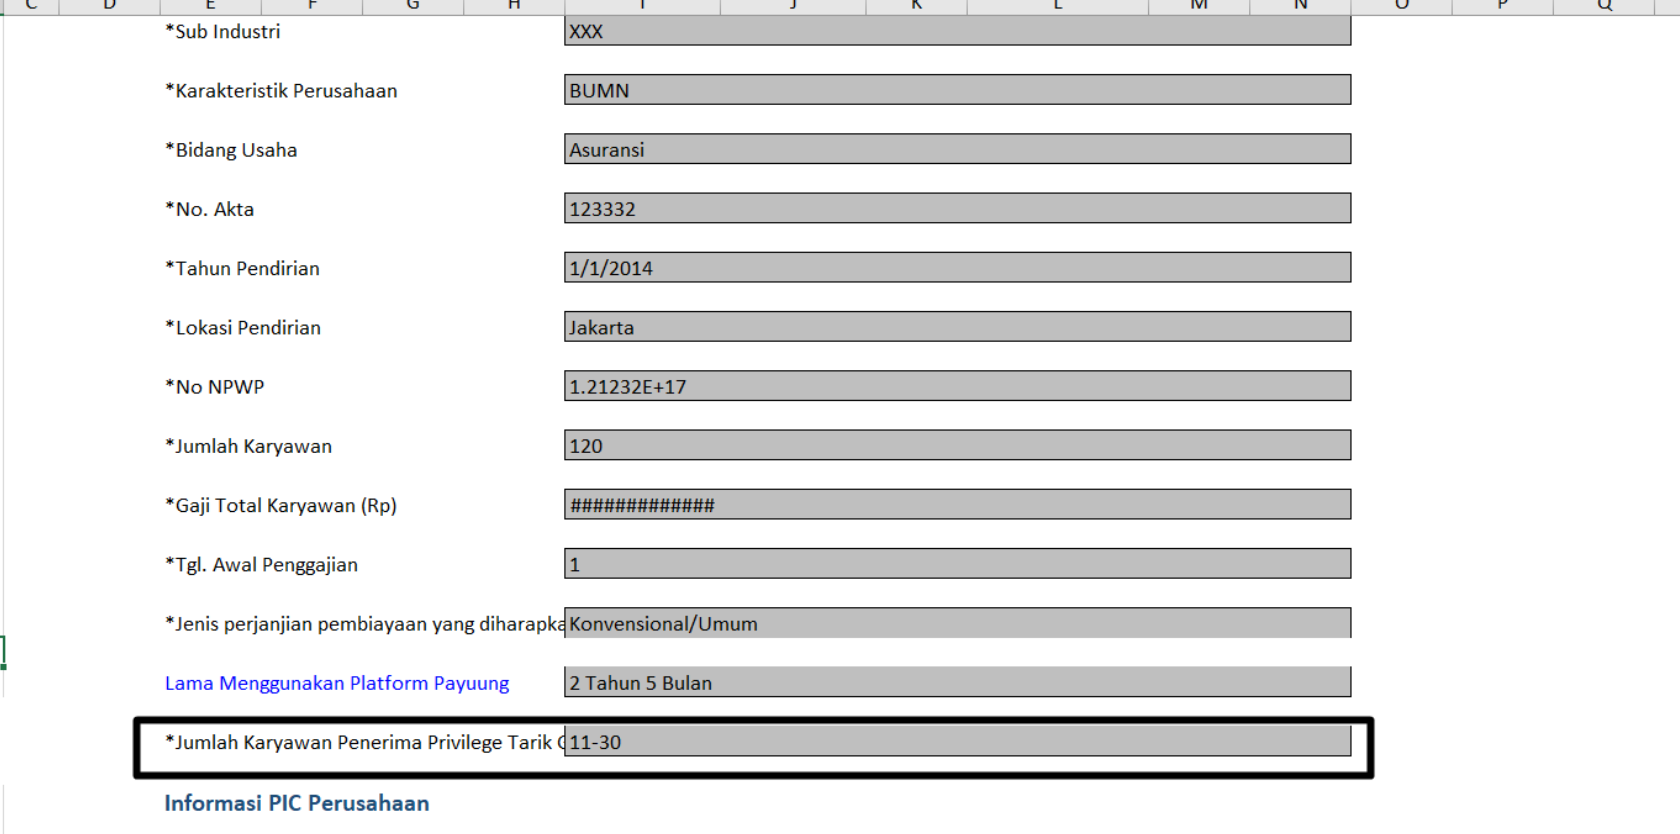 C D E F G H I J K L M N O P Q
*Sub Industri XXX
*Karakteristik Perusahaan BUMN
*Bidang Usaha Asuransi
*No. Akta 123332
*Tahun Pendirian 1/1/2014
*Lokasi Pendirian Jakarta
*No NPWP 1.21232E+17
*Jumlah Karyawan 120
*Gaji Total Karyawan (Rp) #############
*Tgl. Awal Penggajian 1
*Jenis perjanjian pembiayaan yang diharapka Konvensional/Umum
Lama Menggunakan Platform Payuung 2 Tahun 5 Bulan
*Jumlah Karyawan Penerima Privilege Tarik 11-30
Informasi PIC Perusahaan